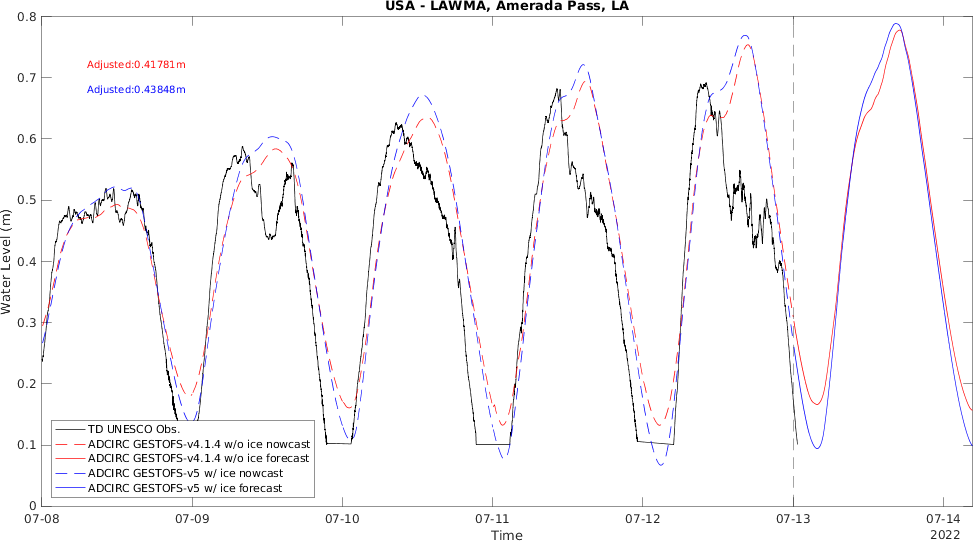 USA - LAWMA, Amerada Pass, LA
0.8
0.7
0.6
0.5
0.4
0.3
0.2
0.1
0
Water Level (m)
Adjusted:0.41781m
Adjusted:0.43848m
TD UNESCO Obs.
ADCIRC GESTOFS-v4.1.4 w/o ice nowcast
ADCIRC GESTOFS-v4.1.4 w/o ice forecast
ADCIRC GESTOFS-v5 w/ ice nowcast
ADCIRC GESTOFS-v5 w/ ice forecast
07-08 07-09 07-10 07-11 07-12 07-13 07-14
Time
2022